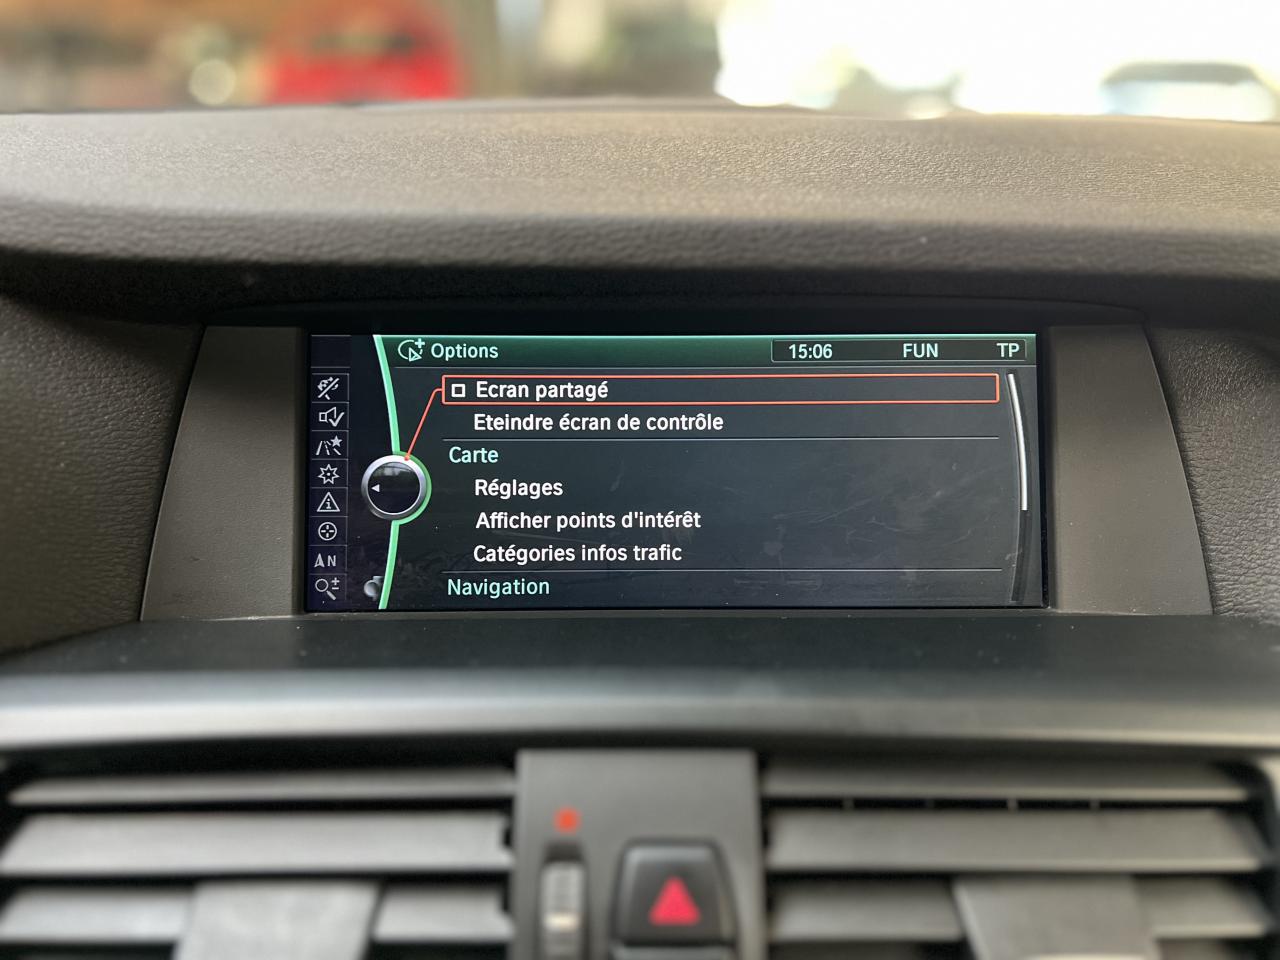 Options 15:06 FUN TP
Ecran partagé
Eteindre écran de contrôle
Carte
Réglages
Afficher points d'intérêt
Catégories infos trafic
N
Navigation